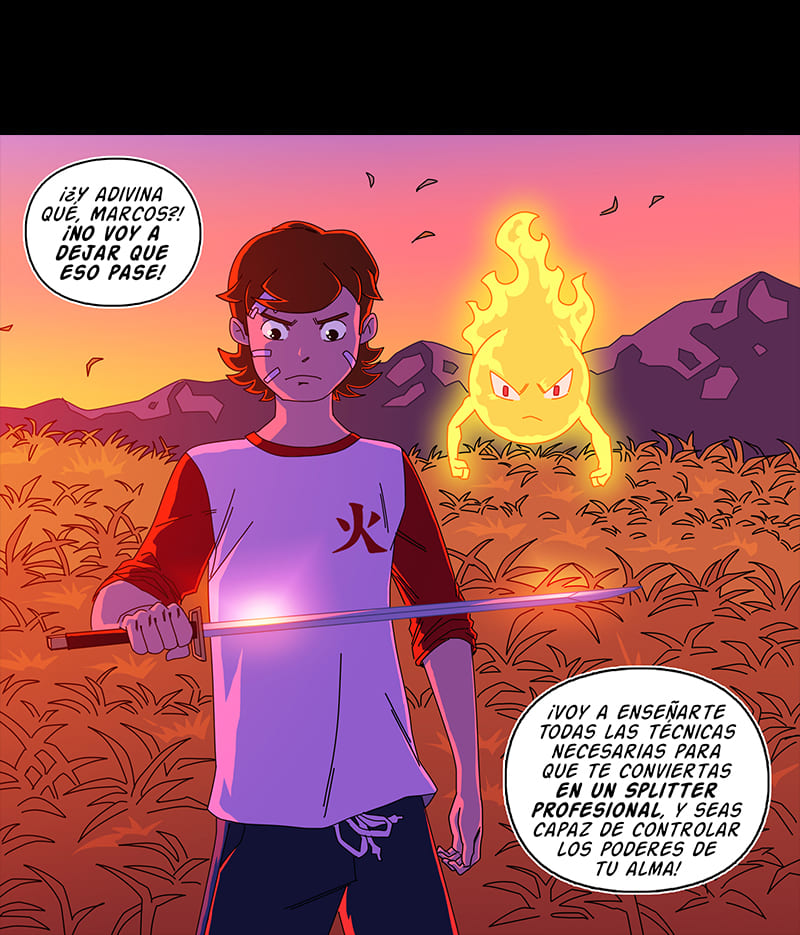 ¡¿Y ADIVINA
QUÉ, MARCOS?!
¡NO VOY A
DEJAR QUE
ESO PASE!
火
¡VOY A ENSEÑARTE
TODAS LAS TÉCNICAS
NECESARIAS PARA
QUE TE CONVIERTAS
EN UN SPLITTER
PROFESIONAL, Y SEAS
CAPAZ DE CONTROLAR
LOS PODERES DE
TU ALMA!